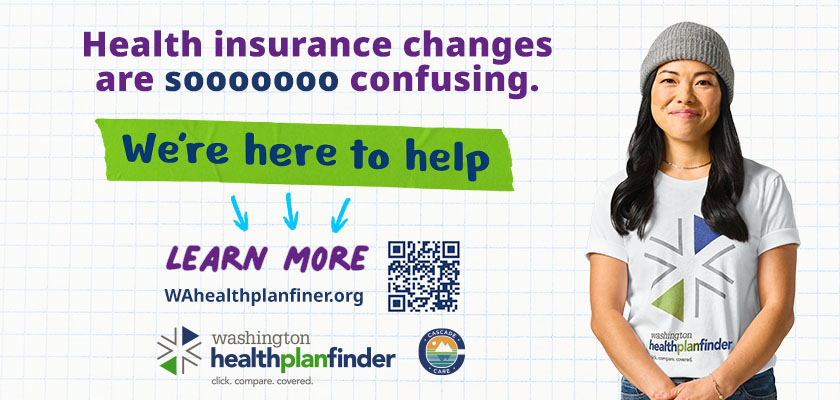 Health insurance changes
are sooooooo confusing.
We're here to help
LEARN MORE
WAhealthplanfiner.org
washington
healthplanfinder
click. compare. covered.
CASCADE
CARE
washington
healthplanfinder
click. compare. covered.